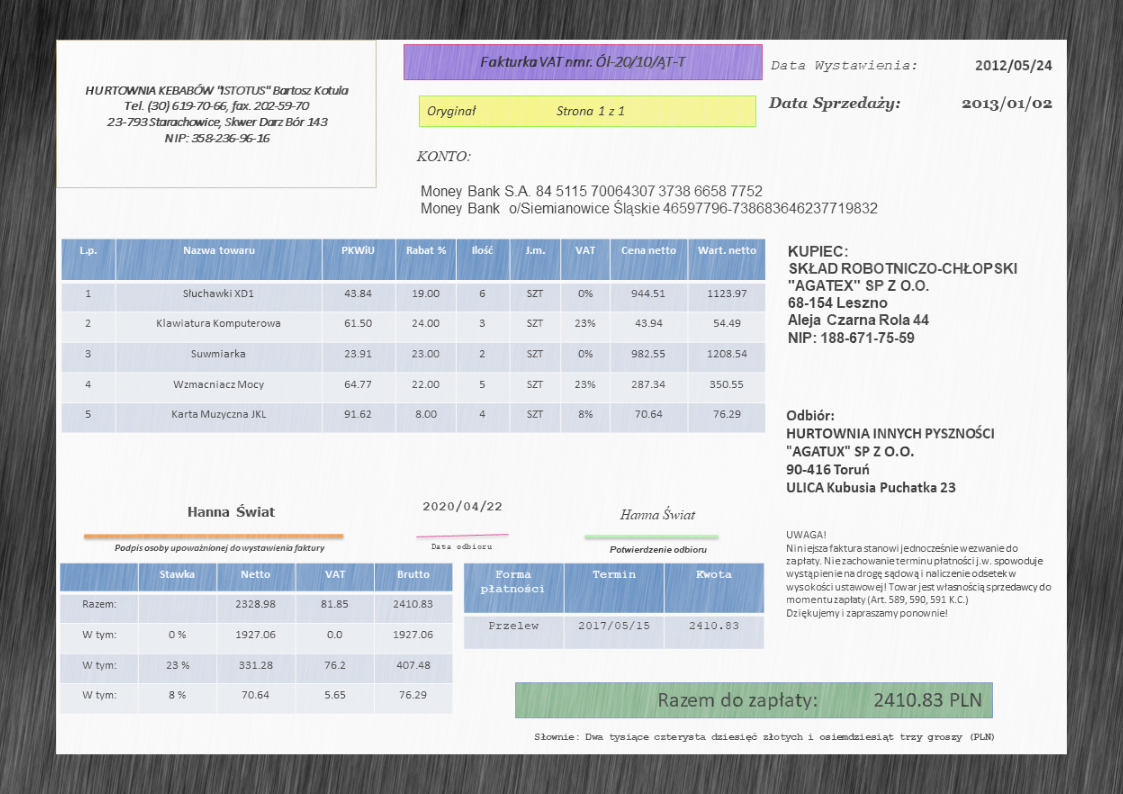 HURTOWNIA KEBABÓW "ISTOTUS" Bartosz Kotula
Tel. (30) 619-70-66, fax. 202-59-70
23-793 Starachowice, Skwer Darz Bór 143
NIP: 358-236-96-16
Fakturka VAT nmr. Ól-20/10/ĄT-T
Oryginał Strona 1 z 1
Data Wystawienia: 2012/05/24
Data Sprzedaży: 2013/01/02
KONTO:
Money Bank S.A. 84 5115 70064307 3738 6658 7752
Money Bank o/Siemianowice Śląskie 46597796-738683646237719832
L.p. Nazwa towaru PKWiU Rabat % Ilość J.m. VAT Cena netto Wart. netto
1 Słuchawki XD1 43.84 19.00 6 SZT 0% 944.51 1123.97
2 Klawiatura Komputerowa 61.50 24.00 3 SZT 23% 43.94 54.49
3 Suwmiarka 23.91 23.00 2 SZT 0% 982.55 1208.54
4 Wzmacniacz Mocy 64.77 22.00 5 SZT 23% 287.34 350.55
5 Karta Muzyczna JKL 91.62 8.00 4 SZT 8% 70.64 76.29
KUPIEC:
SKŁAD ROBOTNICZO-CHŁOPSKI
"AGATEX" SP Z O.O.
68-154 Leszno
Aleja Czarna Rola 44
NIP: 188-671-75-59
Odbiór:
HURTOWNIA INNYCH PYSZNOŚCI
"AGATUX" SP Z O.O.
90-416 Toruń
ULICA Kubusia Puchatka 23
Hanna Świat
Podpis osoby upoważnionej do wystawienia faktury
2020/04/22
Data odbioru
Hanna Świat
Potwierdzenie odbioru
UWAGA!
Niniejsza faktura stanowi jednocześnie wezwanie do
zapłaty. Nie zachowanie terminu płatności j.w. spowoduje
wystąpienie na drogę sądową i naliczenie odsetek w
wysokości ustawowej! Towar jest własnością sprzedawcy do
momentu zapłaty (Art. 589, 590, 591 K.C.)
Dziękujemy i zapraszamy ponownie!
Stawka Netto VAT Brutto
Razem: 2328.98 81.85 2410.83
W tym: 0 % 1927.06 0.0 1927.06
W tym: 23 % 331.28 76.2 407.48
W tym: 8 % 70.64 5.65 76.29
Forma płatności Termin Kwota
Przelew 2017/05/15 2410.83
Razem do zapłaty: 2410.83 PLN
Słownie: Dwa tysiące czterysta dziesięć złotych i osiemdziesiąt trzy groszy (PLN)